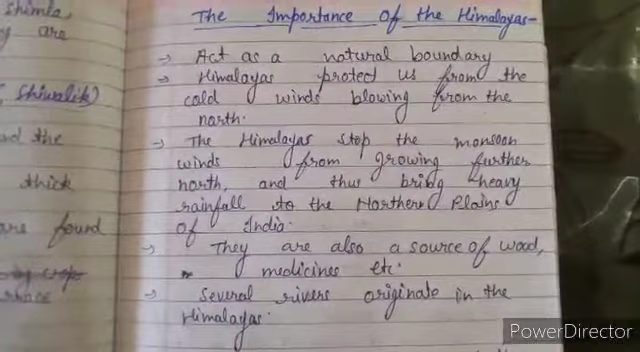 Shimla,
y are
Shiwalik)
nd the
thick
are found
The Importance Of the Himalayas-
→ Act as a natural boundary
→ Himalayas protect us from the
cold winds blowing from the
north.
→ The Himalayas stop the monsoon
winds from growing further
north, and thus bring heavy
rainfall to the Northern Plains
of India.
→ They are also a source of wood,
medicines etc.
→ Several rivers originate in the
Himalayas.
PowerDirector